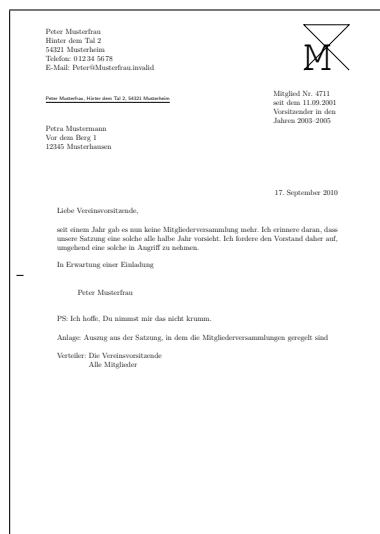 Peter Musterfrau
Hinter dem Tal 2
54321 Musterheim
Telefon: 0 12 34 56 78
E-Mail: Peter@Musterfrau.invalid
M
Peter Musterfrau, Hinter dem Tal 2, 54321 Musterheim
Mitglied Nr. 4711
seit dem 11.09.2001
Vorsitzender in den
Jahren 2003–2005
Petra Mustermann
Vor dem Berg 1
12345 Musterhausen
17. September 2010
Liebe Vereinsvorsitzende,
seit einem Jahr gab es nun keine Mitgliederversammlung mehr. Ich erinnere daran, dass
unsere Satzung eine solche alle halbe Jahr vorsieht. Ich fordere den Vorstand daher auf,
umgehend eine solche in Angriff zu nehmen.
In Erwartung einer Einladung
Peter Musterfrau
PS: Ich hoffe, Du nimmst mir das nicht krumm.
Anlage: Auszug aus der Satzung, in dem die Mitgliederversammlungen geregelt sind
Verteiler: Die Vereinsvorsitzende
Alle Mitglieder